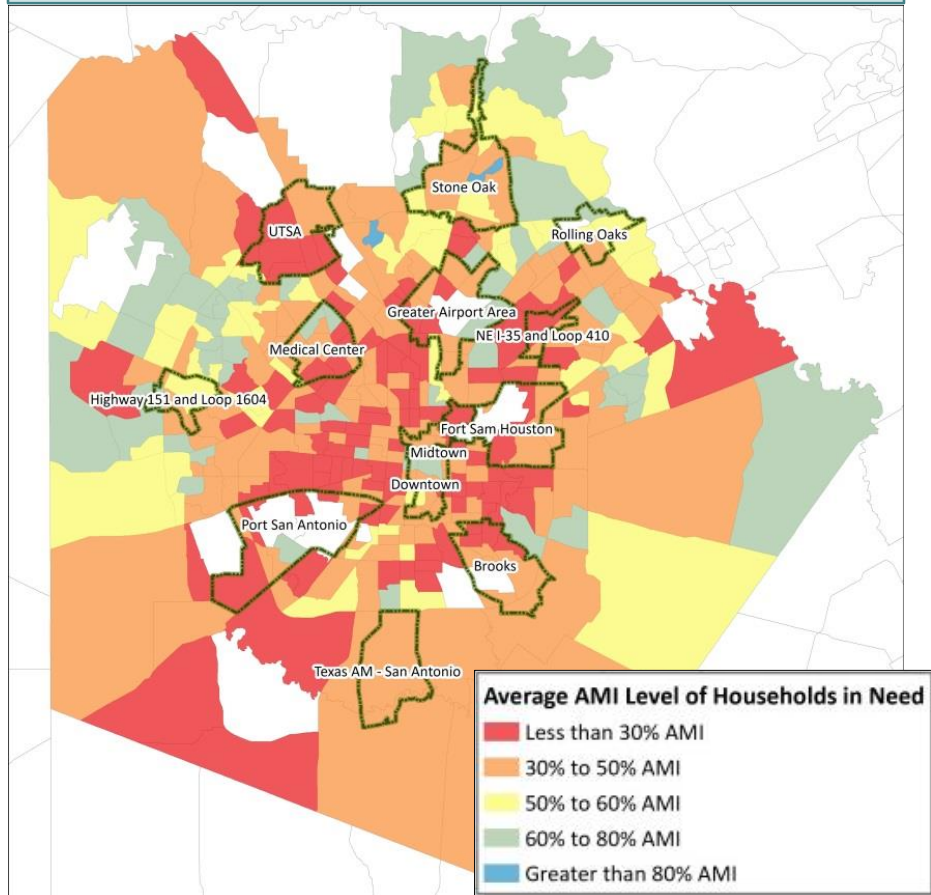 Stone Oak
UTSA
Rolling Oaks
Greater Airport Area
NE I-35 and Loop 410
Medical Center
Highway 151 and Loop 1604
Fort Sam Houston
Midtown
Downtown
Port San Antonio
Brooks
Texas AM - San Antonio
Average AMI Level of Households in Need
Less than 30% AMI
30% to 50% AMI
50% to 60% AMI
60% to 80% AMI
Greater than 80% AMI